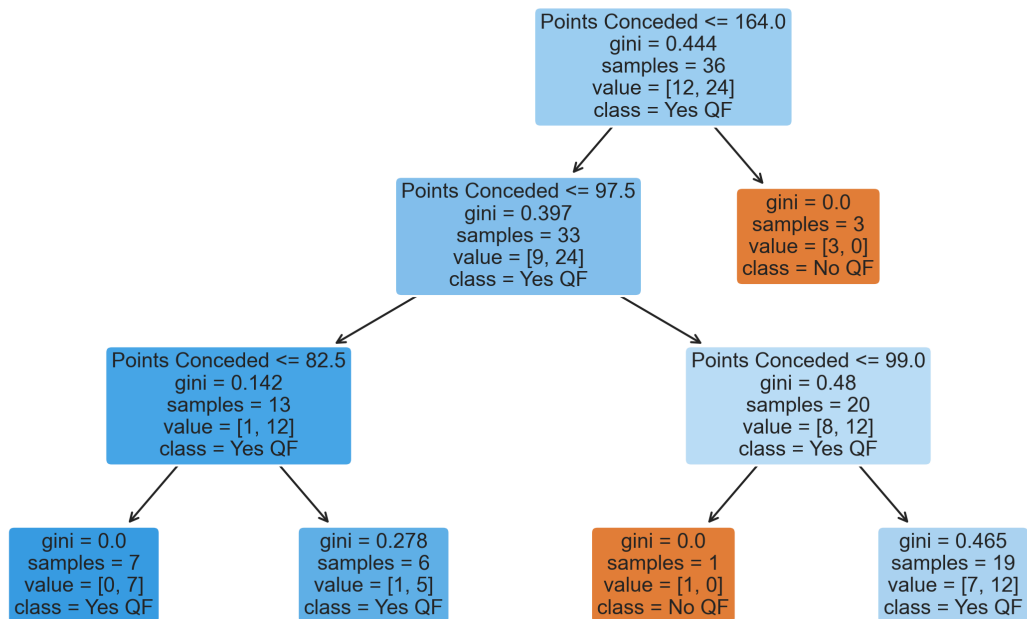 Points Conceded <= 164.0
gini = 0.444
samples = 36
value = [12, 24]
class = Yes QF
Points Conceded <= 97.5
gini = 0.397
samples = 33
value = [9, 24]
class = Yes QF
gini = 0.0
samples = 3
value = [3, 0]
class = No QF
Points Conceded <= 82.5
gini = 0.142
samples = 13
value = [1, 12]
class = Yes QF
Points Conceded <= 99.0
gini = 0.48
samples = 20
value = [8, 12]
class = Yes QF
gini = 0.0
samples = 7
value = [0, 7]
class = Yes QF
gini = 0.278
samples = 6
value = [1, 5]
class = Yes QF
gini = 0.0
samples = 1
value = [1, 0]
class = No QF
gini = 0.465
samples = 19
value = [7, 12]
class = Yes QF